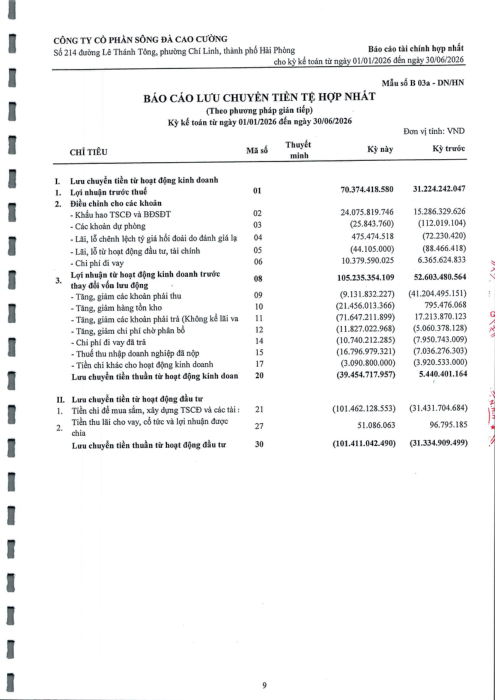 CÔNG TY CỔ PHẦN SÔNG ĐÀ CAO CƯỜNG
Số 214 đường Lê Thánh Tông, phường Chí Linh, thành phố Hải Phòng
Báo cáo tài chính hợp nhất
cho kỳ kế toán từ ngày 01/01/2026 đến ngày 30/06/2026
Mẫu số B 03a - DN/HN
BÁO CÁO LƯU CHUYỂN TIỀN TỆ HỢP NHẤT
(Theo phương pháp gián tiếp)
Kỳ kế toán từ ngày 01/01/2026 đến ngày 30/06/2026
Đơn vị tính: VND
CHỈ TIÊU Mã số Thuyết minh Kỳ này Kỳ trước
I. Lưu chuyển tiền từ hoạt động kinh doanh
1. Lợi nhuận trước thuế 01 70.374.418.580 31.224.242.047
2. Điều chỉnh cho các khoản
- Khấu hao TSCĐ và BĐSĐT 02 24.075.819.746 15.286.329.626
- Các khoản dự phòng 03 (25.843.760) (112.019.104)
- Lãi, lỗ chênh lệch tỷ giá hối đoái do đánh giá lạ 04 475.474.518 (72.230.420)
- Lãi, lỗ từ hoạt động đầu tư, tài chính 05 (44.105.000) (88.466.418)
- Chi phí đi vay 06 10.379.590.025 6.365.624.833
3. Lợi nhuận từ hoạt động kinh doanh trước thay đổi vốn lưu động 08 105.235.354.109 52.603.480.564
- Tăng, giảm các khoản phải thu 09 (9.131.832.227) (41.204.495.151)
- Tăng, giảm hàng tồn kho 10 (21.456.013.366) 795.476.068
- Tăng, giảm các khoản phải trả (Không kể lãi va 11 (71.647.211.899) 17.213.870.123
- Tăng, giảm chi phí chờ phân bổ 12 (11.827.022.968) (5.060.378.128)
- Chi phí đi vay đã trả 14 (10.740.212.285) (7.950.743.009)
- Thuế thu nhập doanh nghiệp đã nộp 15 (16.796.979.321) (7.036.276.303)
- Tiền chi khác cho hoạt động kinh doanh 17 (3.090.800.000) (3.920.533.000)
Lưu chuyển tiền thuần từ hoạt động kinh doan 20 (39.454.717.957) 5.440.401.164
II. Lưu chuyển tiền từ hoạt động đầu tư
1. Tiền chi để mua sắm, xây dựng TSCĐ và các tài : 21 (101.462.128.553) (31.431.704.684)
2. Tiền thu lãi cho vay, cổ tức và lợi nhuận được chia 27 51.086.063 96.795.185
Lưu chuyển tiền thuần từ hoạt động đầu tư 30 (101.411.042.490) (31.334.909.499)
9